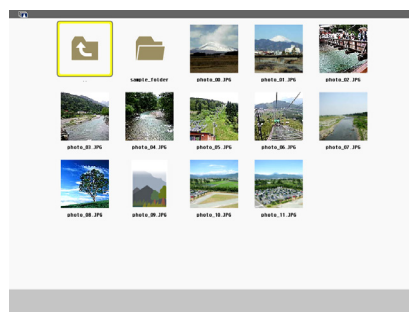 ..
sample_folder
photo_00.JPG
photo_01.JPG
photo_02.JPG
photo_03.JPG
photo_04.JPG
photo_05.JPG
photo_06.JPG
photo_07.JPG
photo_08.JPG
photo_09.JPG
photo_10.JPG
photo_11.JPG